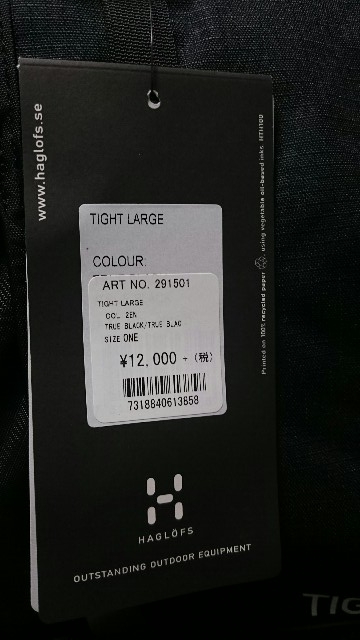 www.haglofs.se
Printed on 100% recycled paper using vegetable oil-based inks HTH100
TIGHT LARGE
COLOUR:
ART NO. 291501
TIGHT LARGE
COL 2EN
TRUE BLACK/TRUE BLAC
SIZE ONE
¥12,000 + (税)
7318840613858
HAGLÖFS
OUTSTANDING OUTDOOR EQUIPMENT
TIG